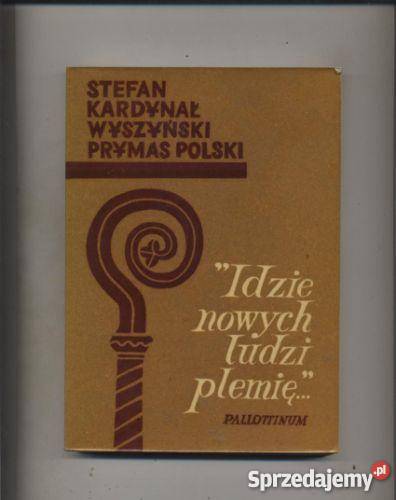 STEFAN
KARDYNAŁ
WYSZYŃSKI
PRYMAS POLSKI
"Idzie
nowych
ludzi
plemię..."
PALLOTTINUM
Sprzedajemy.pl